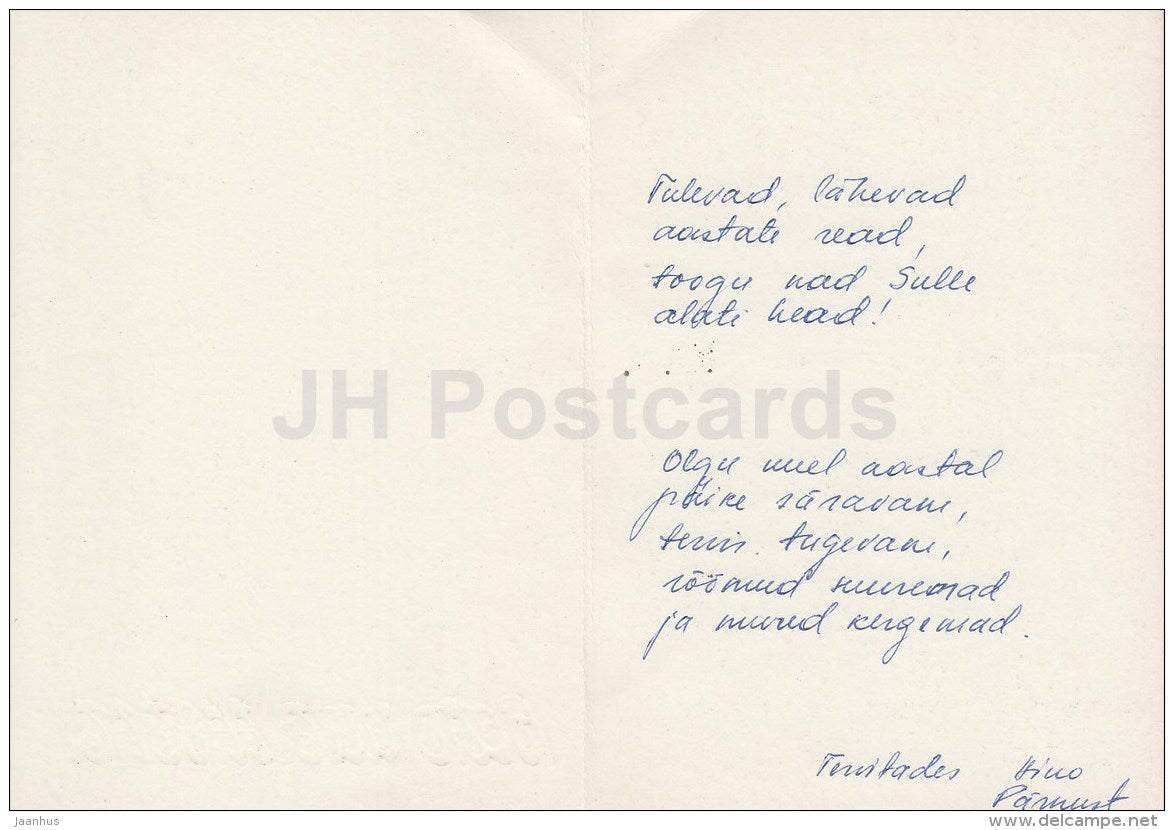 Tulevad, lähevad
aastate read,
toogu nad Sulle
alati head!
JH Postcards
Olgu uuel aastal
päike säravam,
tervis tugevam,
rõõmud suuremad
ja mured kergemad.
Tervitades Hino
Pärnust
Jaanhus
www.delcampe.net